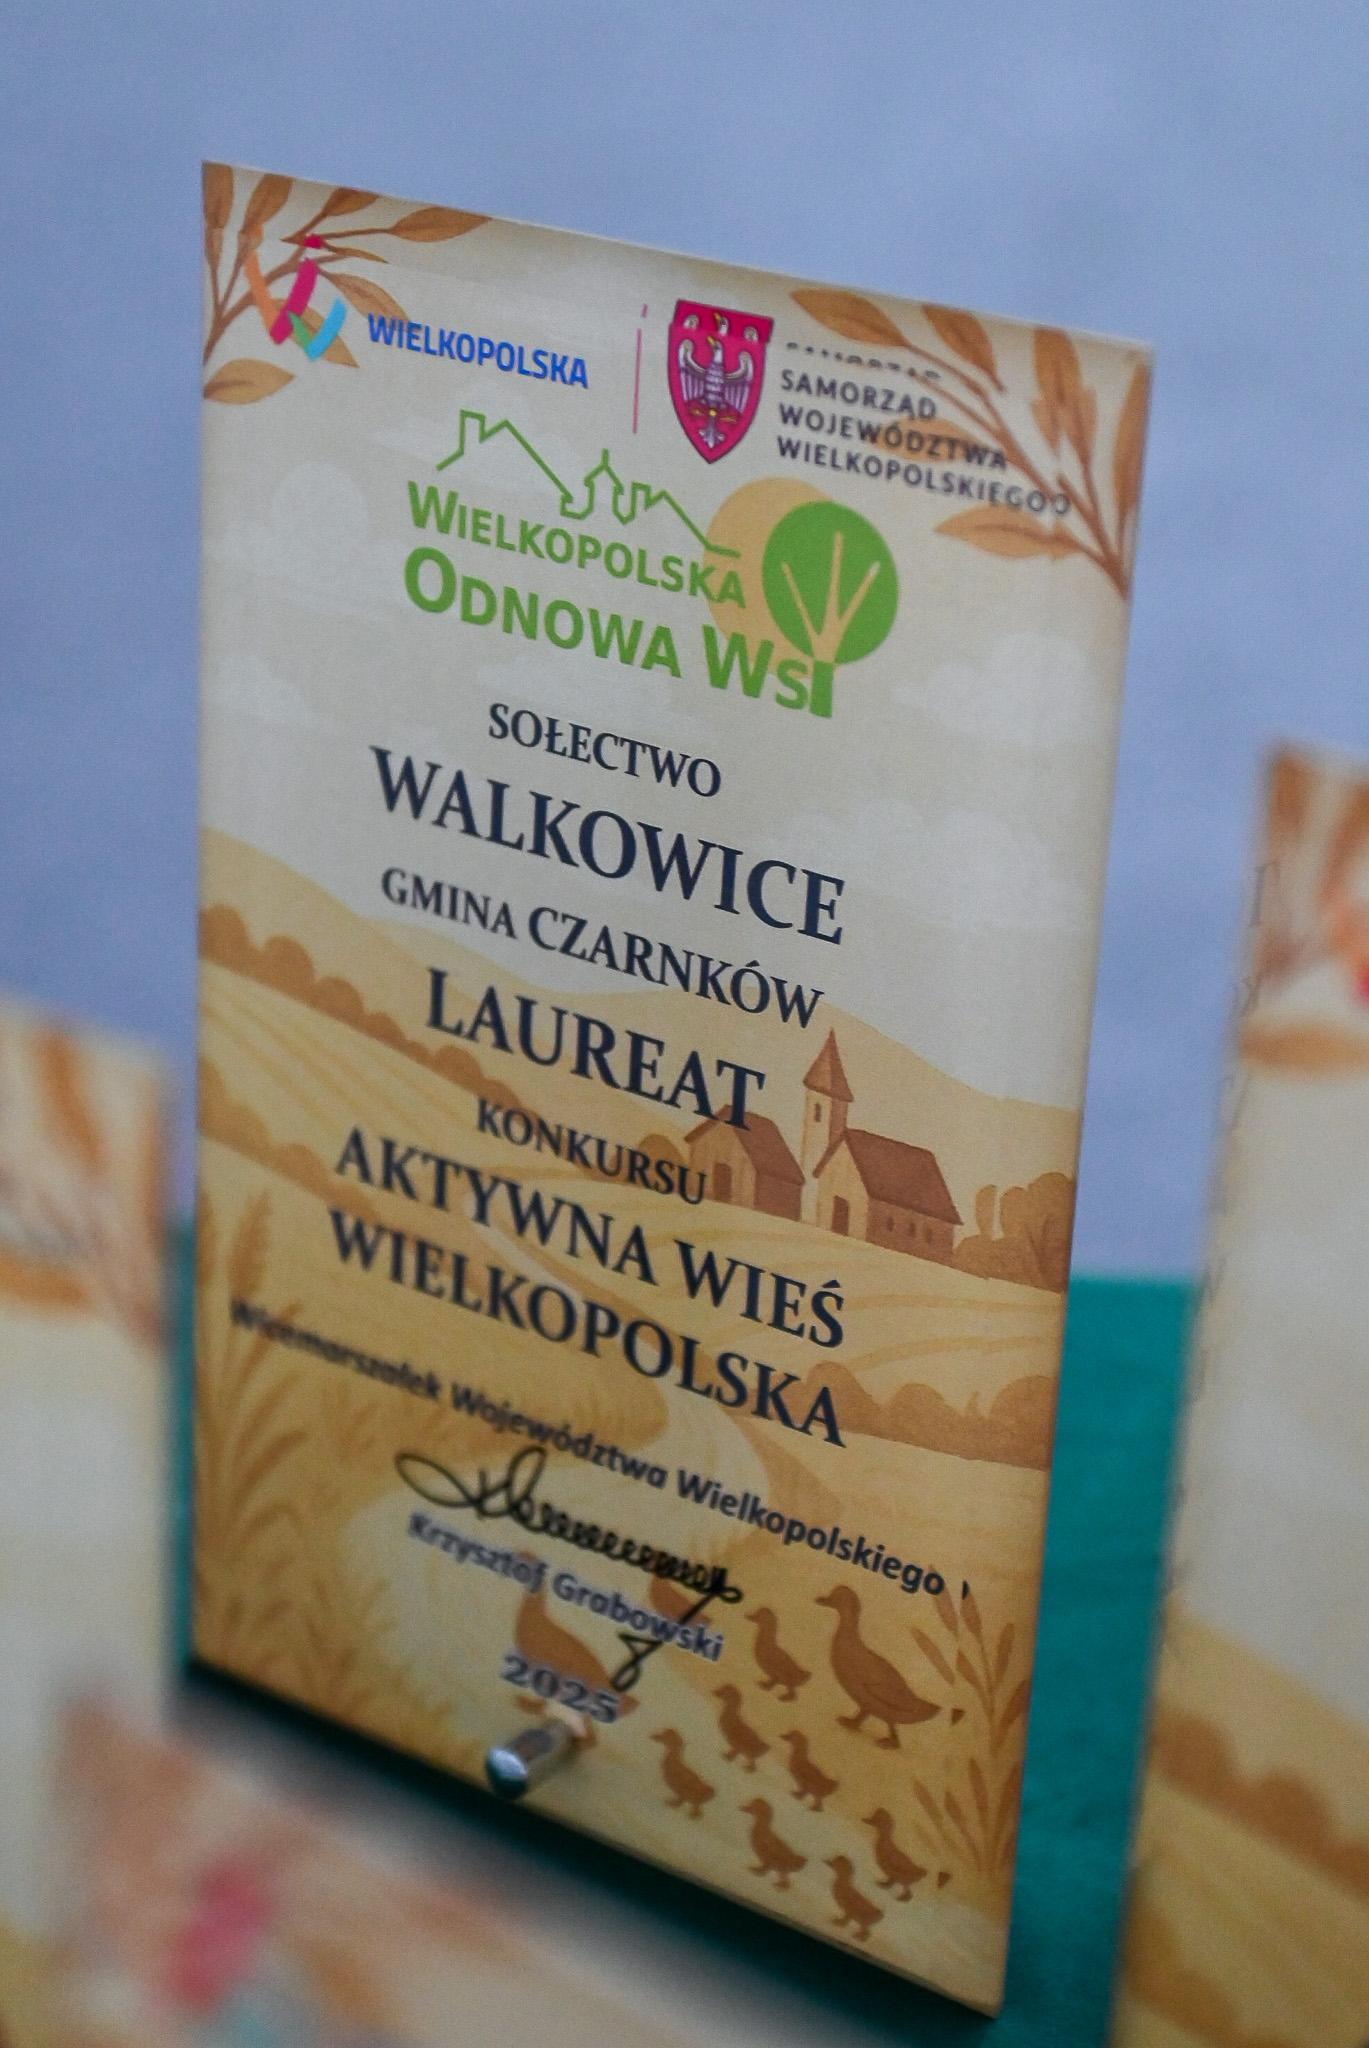 WIELKOPOLSKA
SAMORZĄD
WOJEWÓDZTWA
WIELKOPOLSKIEGO
WIELKOPOLSKA
ODNOWA WSI
SOŁECTWO
WALKOWICE
GMINA CZARNKÓW
LAUREAT
KONKURSU
AKTYWNA WIEŚ
WIELKOPOLSKA
Wicemarszałek Województwa Wielkopolskiego
Krzysztof Grabowski
2025